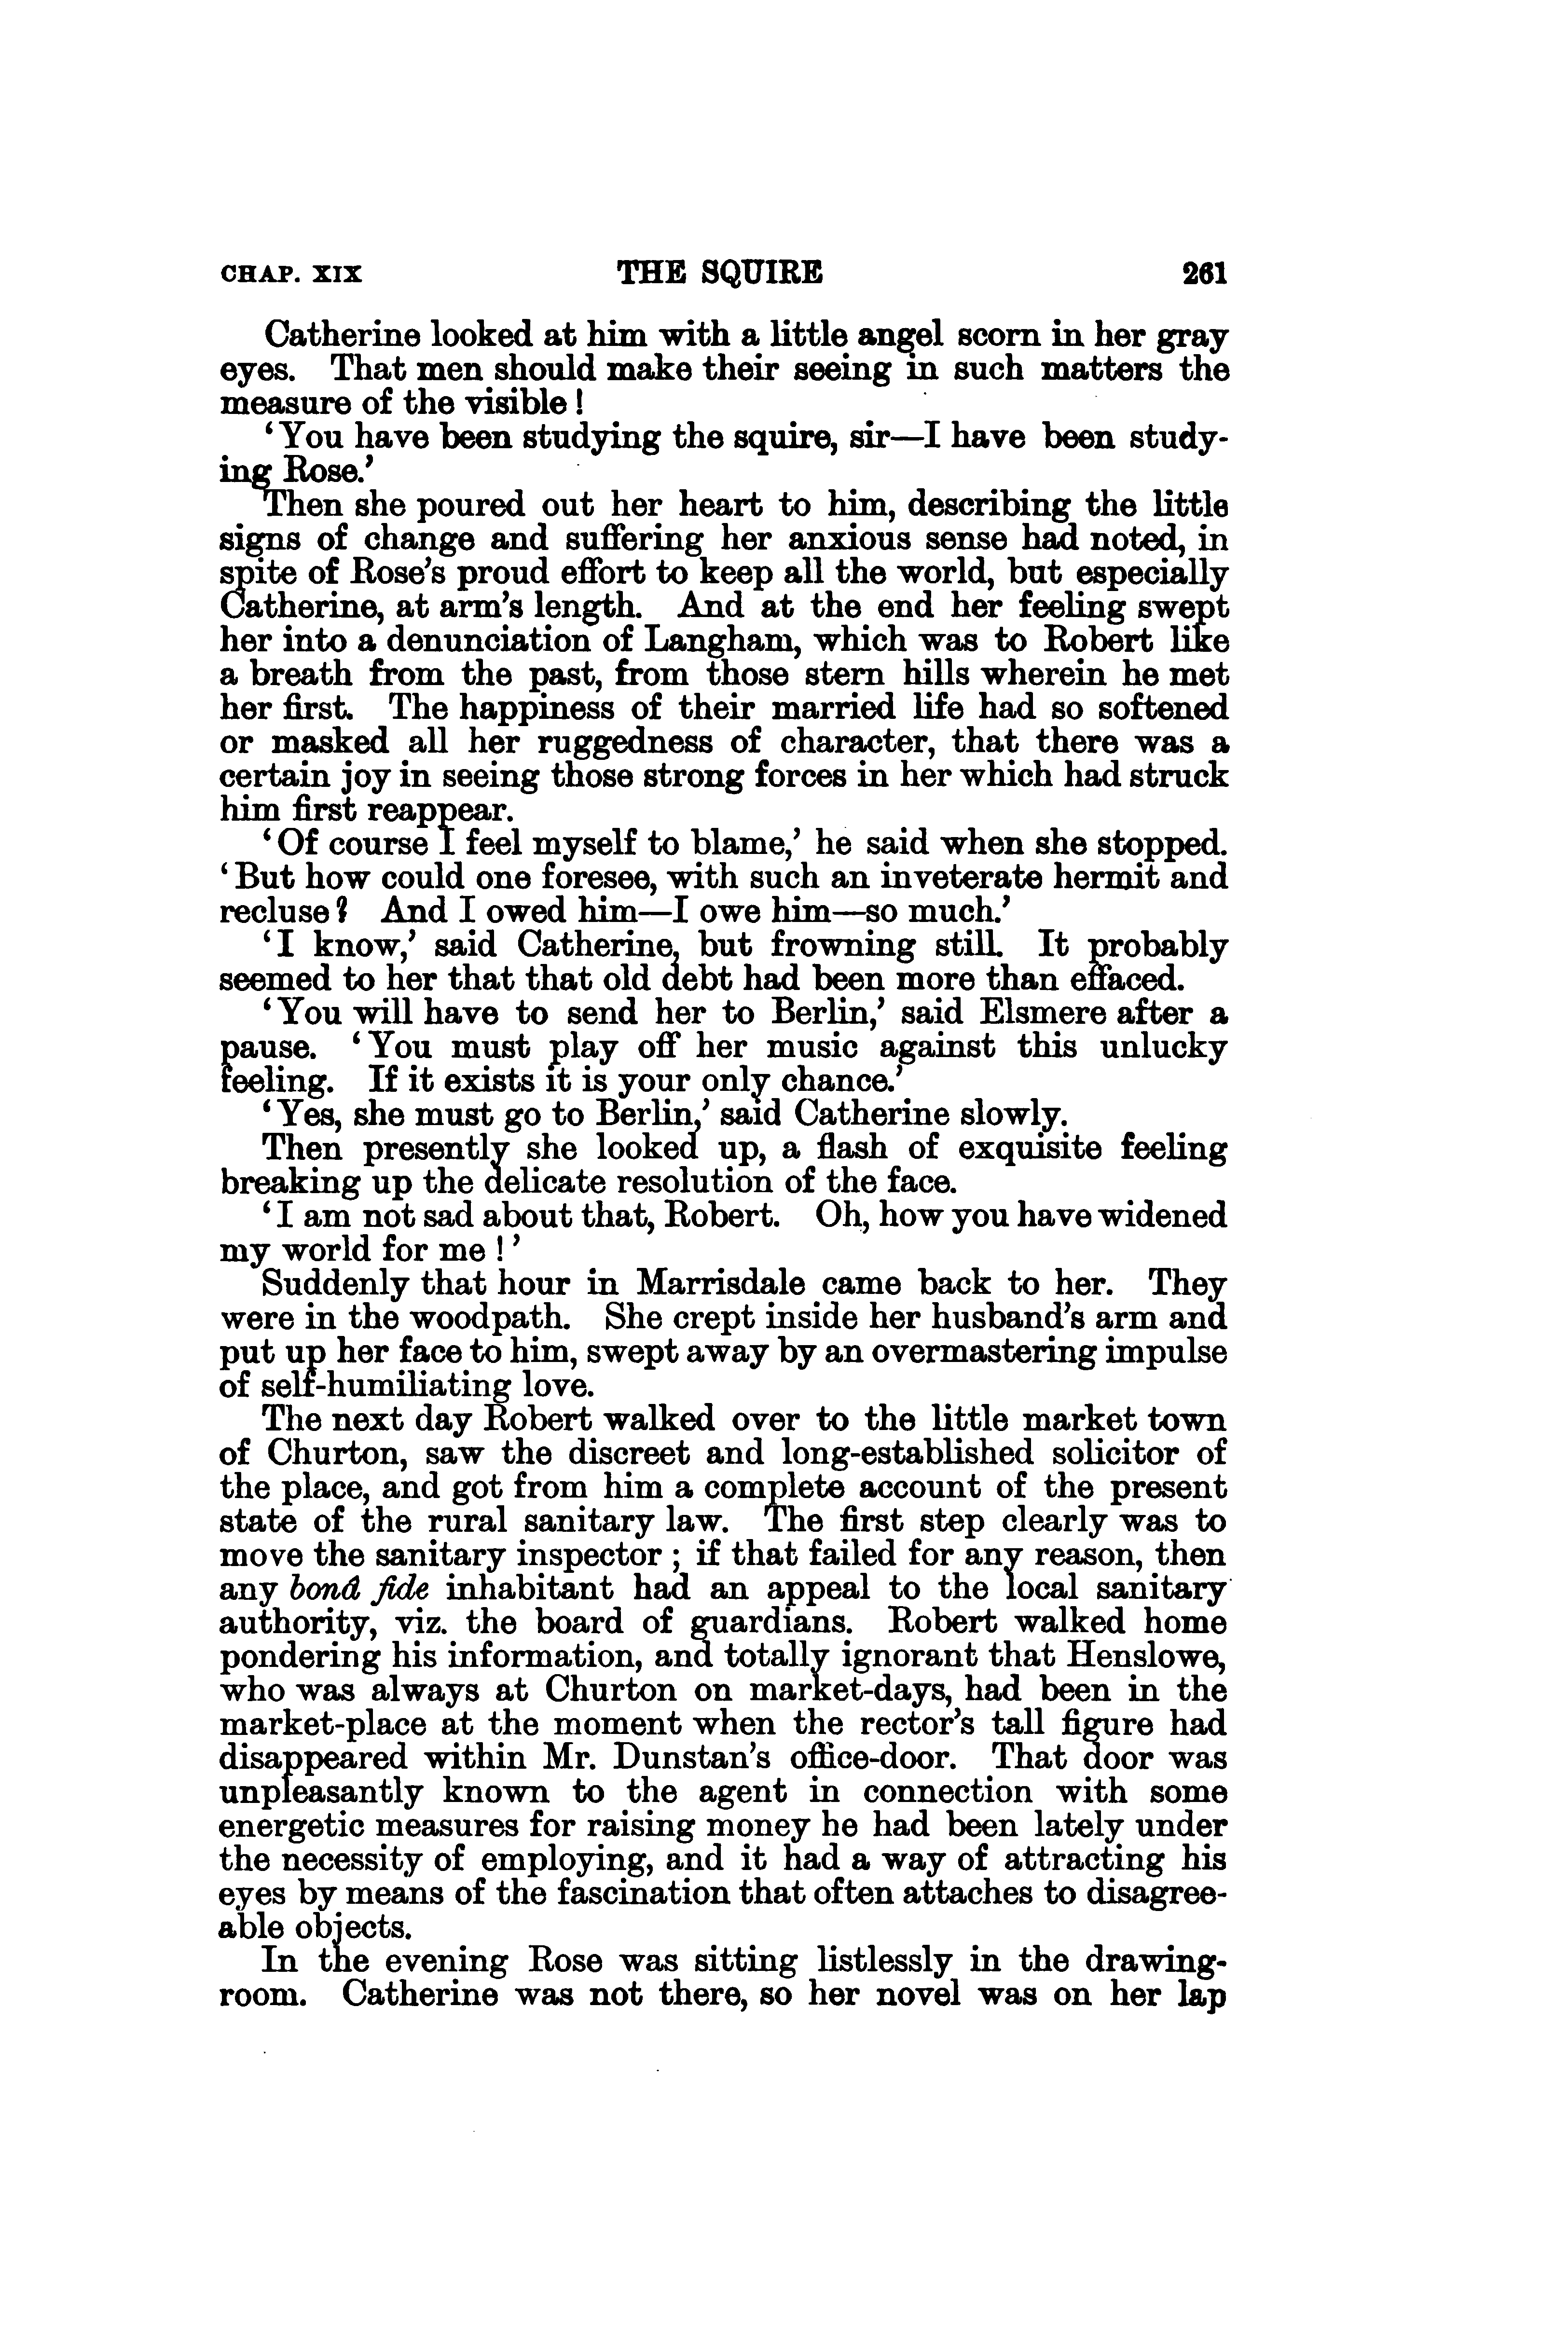 CHAP. XIX THE SQUIRE 261
Catherine looked at him with a little angel scorn in her gray
eyes. That men should make their seeing in such matters the
measure of the visible !
‘You have been studying the squire, sir—I have been study-
ing Rose.’
Then she poured out her heart to him, describing the little
signs of change and suffering her anxious sense had noted, in
spite of Rose’s proud effort to keep all the world, but especially
Catherine, at arm’s length. And at the end her feeling swept
her into a denunciation of Langham, which was to Robert like
a breath from the past, from those stern hills wherein he met
her first. The happiness of their married life had so softened
or masked all her ruggedness of character, that there was a
certain joy in seeing those strong forces in her which had struck
him first reappear.
‘Of course I feel myself to blame,’ he said when she stopped.
‘But how could one foresee, with such an inveterate hermit and
recluse? And I owed him—I owe him—so much.’
‘I know,’ said Catherine, but frowning still. It probably
seemed to her that that old debt had been more than effaced.
‘You will have to send her to Berlin,’ said Elsmere after a
pause. ‘You must play off her music against this unlucky
feeling. If it exists it is your only chance.’
‘Yes, she must go to Berlin,’ said Catherine slowly.
Then presently she looked up, a flash of exquisite feeling
breaking up the delicate resolution of the face.
‘I am not sad about that, Robert. Oh, how you have widened
my world for me !’
Suddenly that hour in Marrisdale came back to her. They
were in the woodpath. She crept inside her husband’s arm and
put up her face to him, swept away by an overmastering impulse
of self-humiliating love.
The next day Robert walked over to the little market town
of Churton, saw the discreet and long-established solicitor of
the place, and got from him a complete account of the present
state of the rural sanitary law. The first step clearly was to
move the sanitary inspector ; if that failed for any reason, then
any bonâ fide inhabitant had an appeal to the local sanitary
authority, viz. the board of guardians. Robert walked home
pondering his information, and totally ignorant that Henslowe,
who was always at Churton on market-days, had been in the
market-place at the moment when the rector’s tall figure had
disappeared within Mr. Dunstan’s office-door. That door was
unpleasantly known to the agent in connection with some
energetic measures for raising money he had been lately under
the necessity of employing, and it had a way of attracting his
eyes by means of the fascination that often attaches to disagree-
able objects.
In the evening Rose was sitting listlessly in the drawing-
room. Catherine was not there, so her novel was on her lap